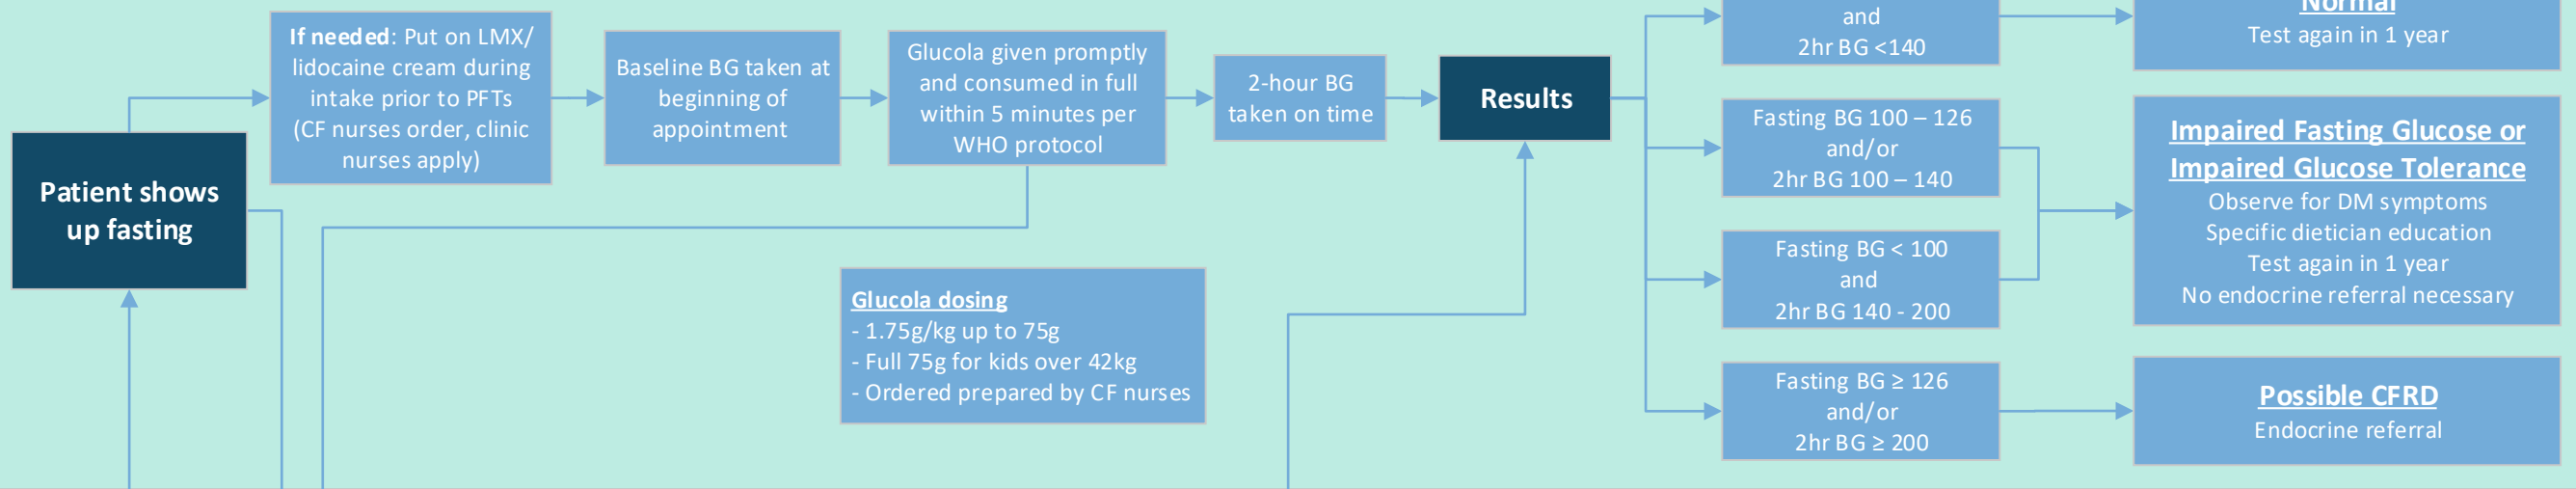 Patient shows
up fasting
If needed: Put on LMX/
lidocaine cream during
intake prior to PFTs
(CF nurses order, clinic
nurses apply)
Baseline BG taken at
beginning of
appointment
Glucola given promptly
and consumed in full
within 5 minutes per
WHO protocol
2-hour BG
taken on time
Results
Glucola dosing
- 1.75g/kg up to 75g
- Full 75g for kids over 42kg
- Ordered prepared by CF nurses
and
2hr BG <140
Normal
Test again in 1 year
Fasting BG 100 – 126
and/or
2hr BG 100 – 140
Fasting BG < 100
and
2hr BG 140 - 200
Impaired Fasting Glucose or
Impaired Glucose Tolerance
Observe for DM symptoms
Specific dietician education
Test again in 1 year
No endocrine referral necessary
Fasting BG ≥ 126
and/or
2hr BG ≥ 200
Possible CFRD
Endocrine referral